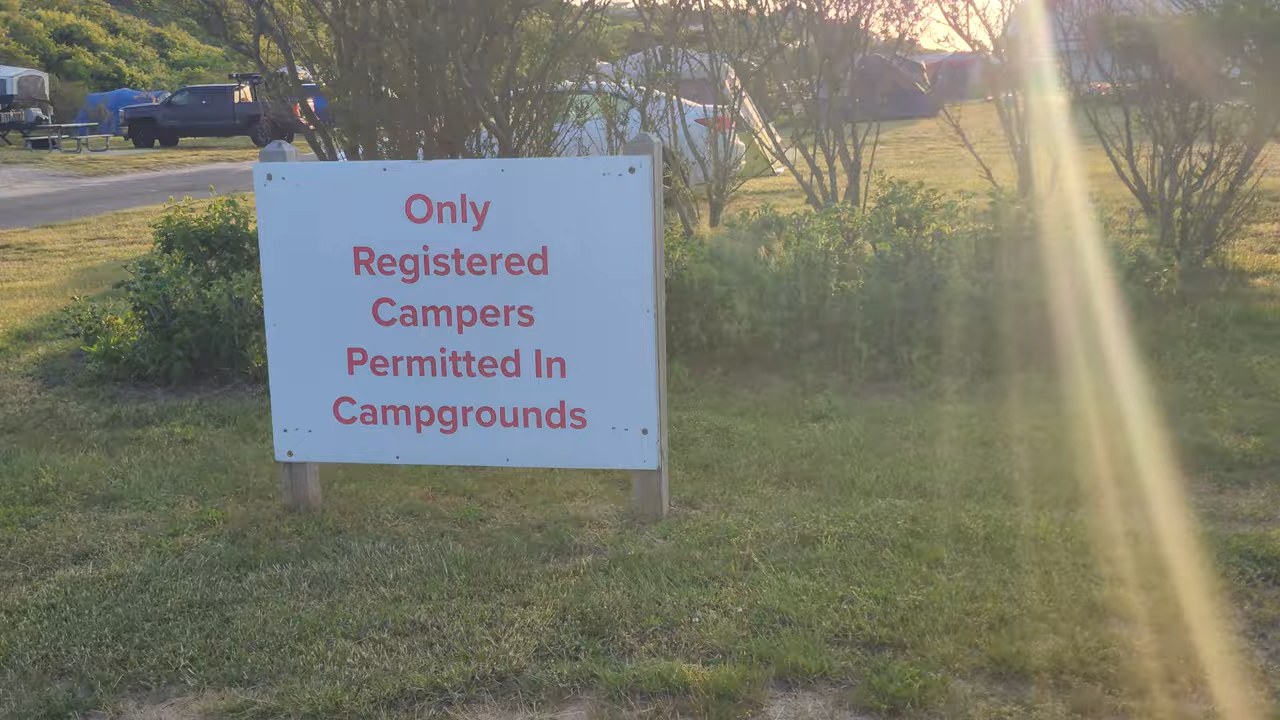 Only
Registered
Campers
Permitted In
Campgrounds